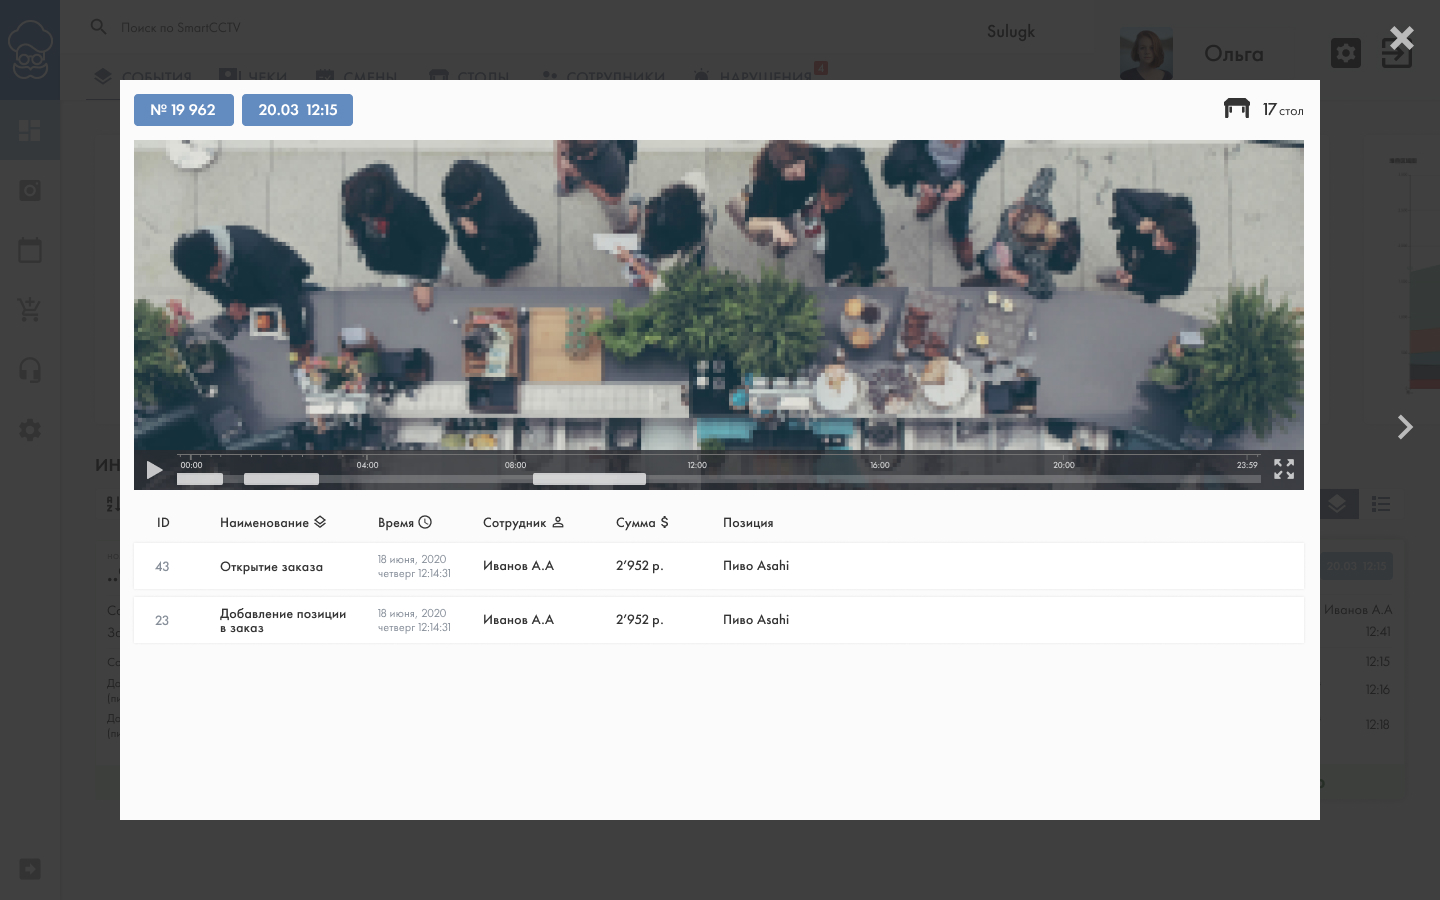 Поиск по SmartCCTV
Sulugk
Ольга
СОБЫТИЯ
ЧЕКИ
СМЕНЫ
СТОЛЫ
СОТРУДНИКИ
НАРУШЕНИЯ
4
№ 19 962
20.03 12:15
17 стол
00:00
04:00
08:00
12:00
16:00
20:00
23:59
ID
Наименование
Время
Сотрудник
Сумма
Позиция
43
Открытие заказа
18 июня, 2020
четверг 12:14:31
Иванов А.А
2’952 р.
Пиво Asahi
23
Добавление позиции
в заказ
18 июня, 2020
четверг 12:14:31
Иванов А.А
2’952 р.
Пиво Asahi
20.03 12:15
Иванов А.А
12:41
12:15
12:16
12:18